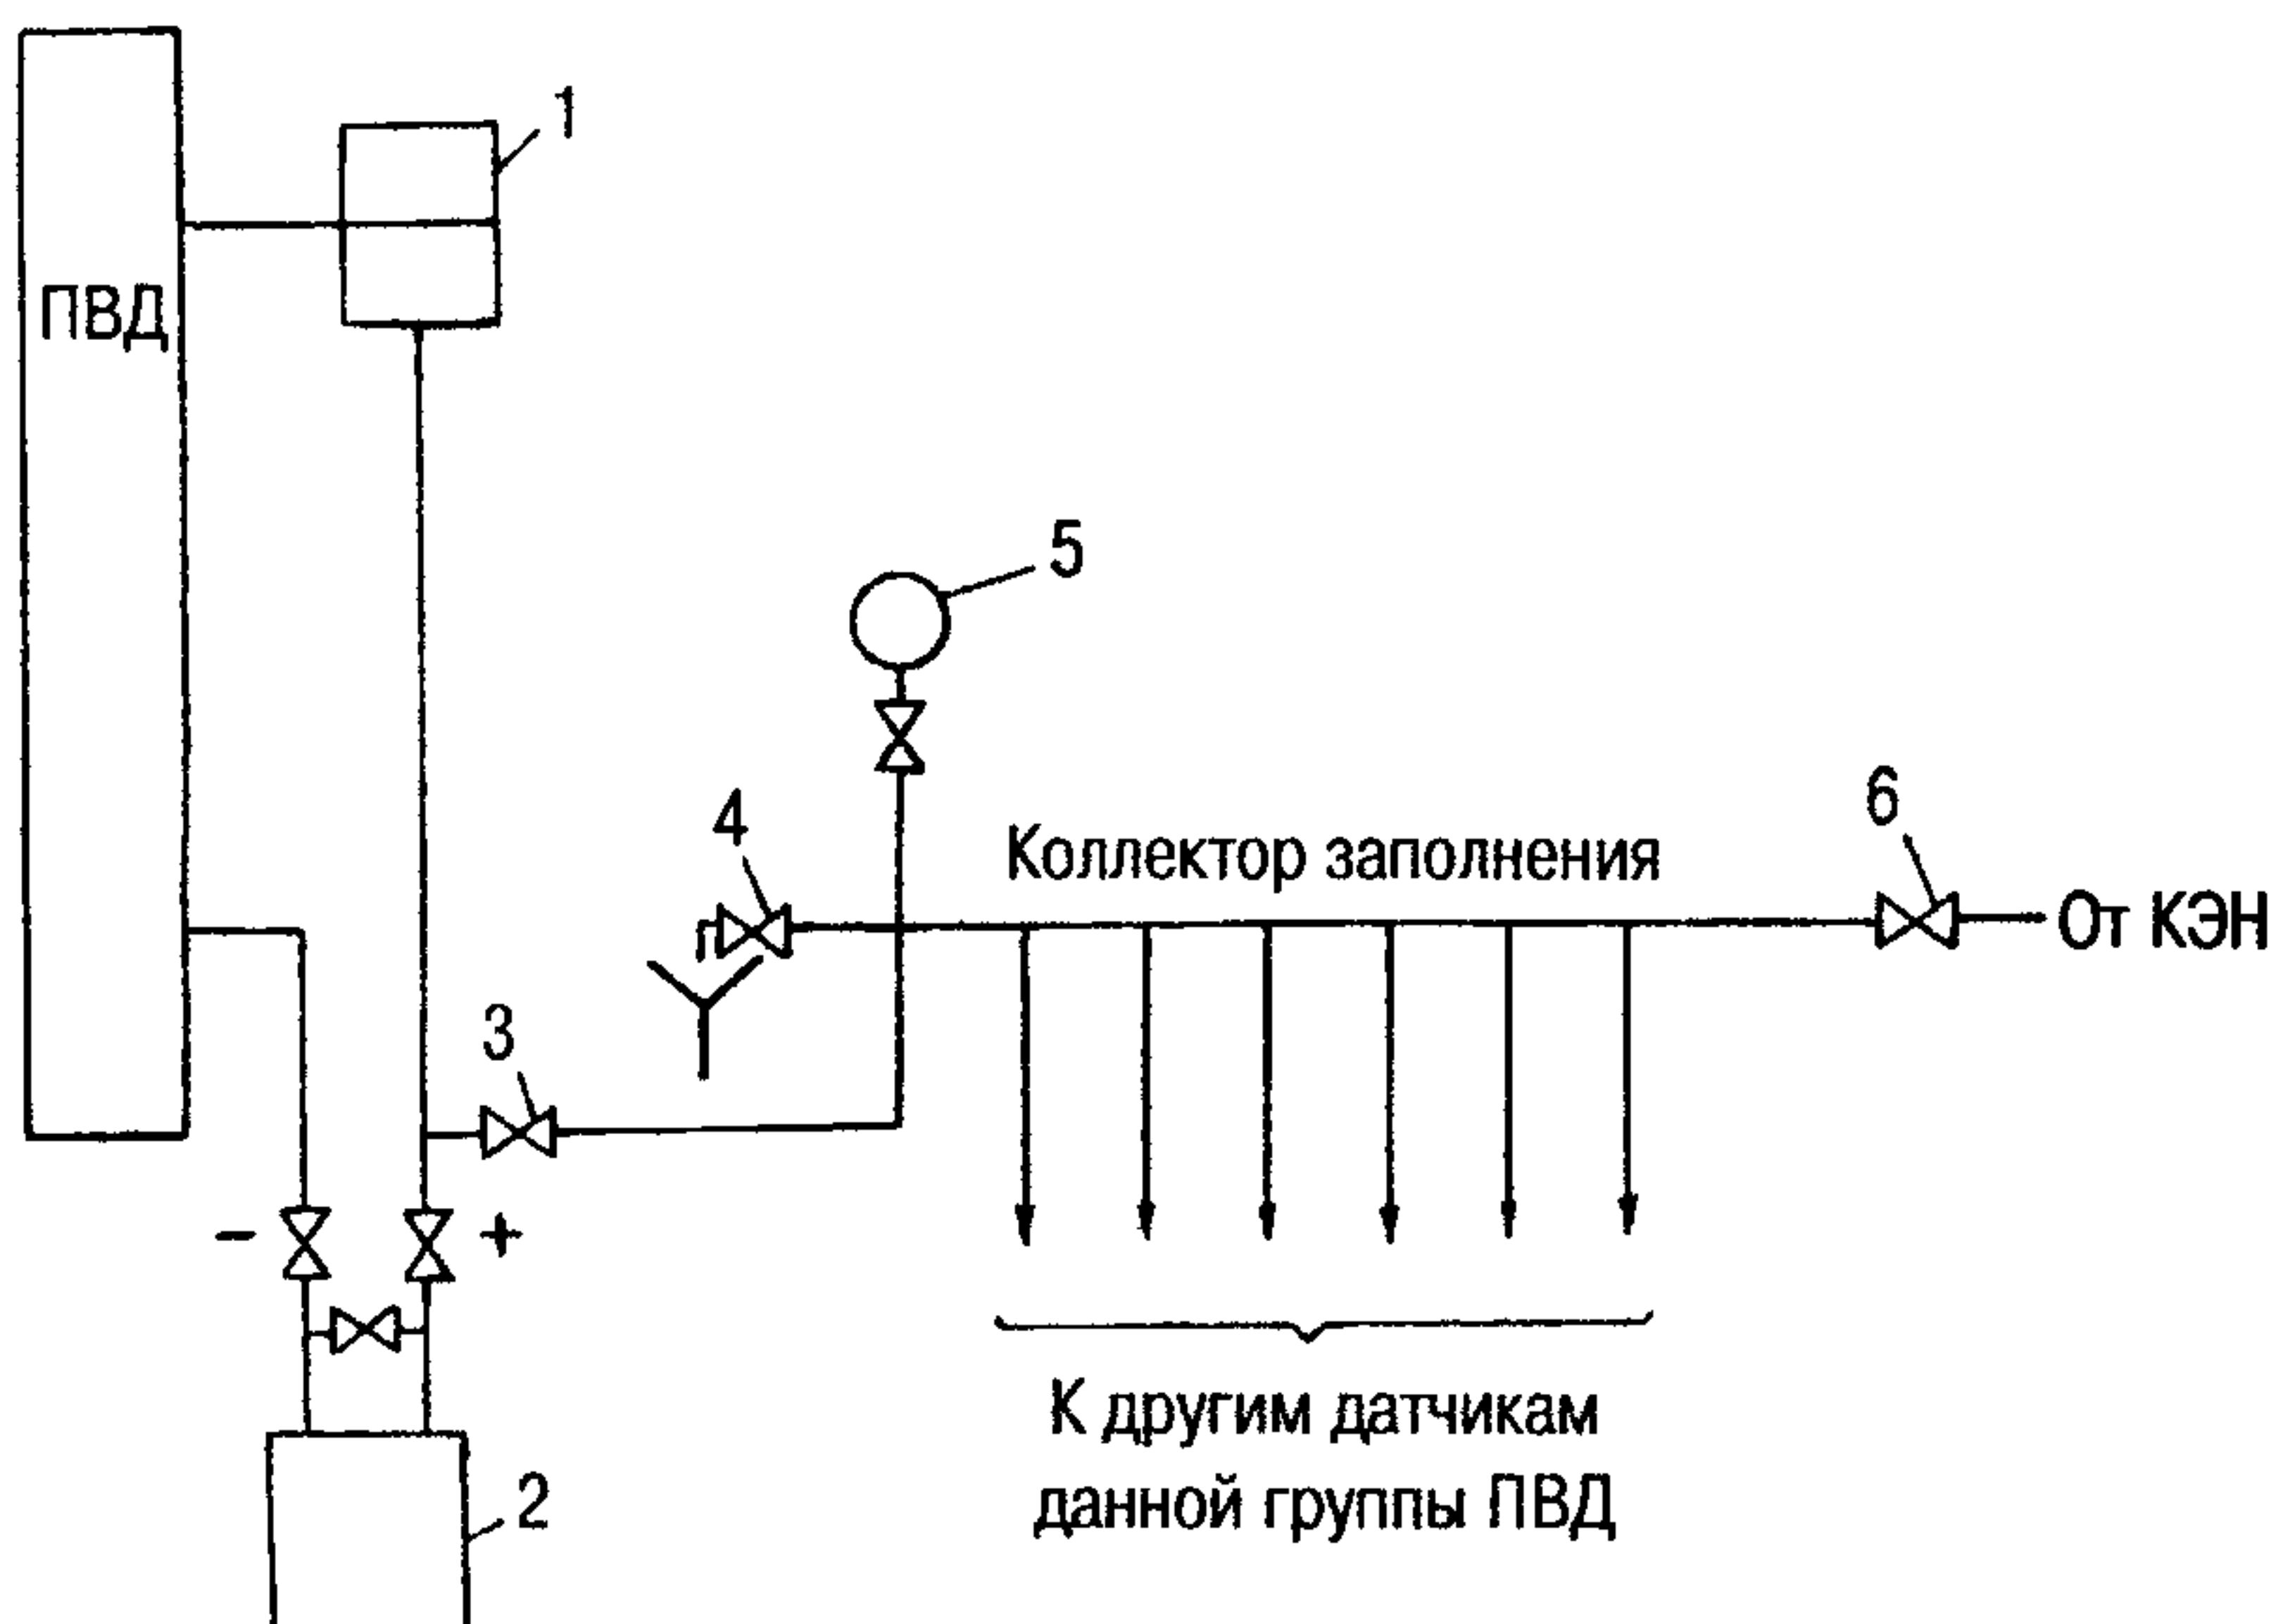 1
ПВД
5
4
6
Коллектор заполнения
От КЭН
3
- +
К другим датчикам
данной группы ПВД
2